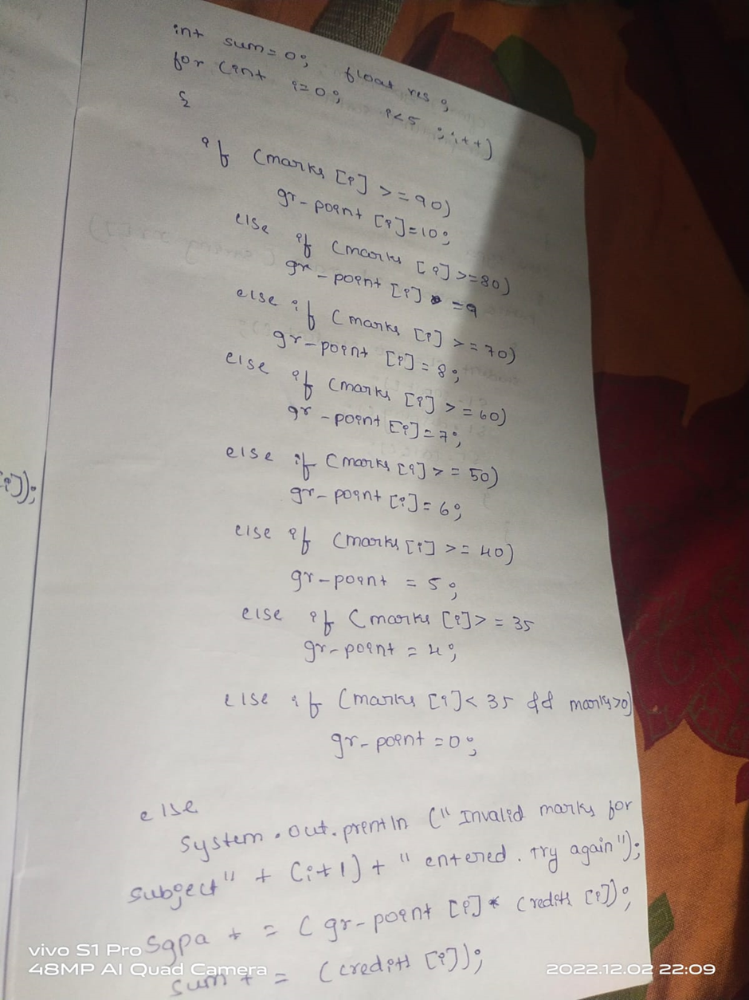 int sum=0; float res;
for (int i=0; i<5; i++)
{
if (marks [i] >=90)
gr-point [i]=10;
else if (marks [i]>=80)
gr-point [i] =9
else if (marks [i] >=70)
gr-point [i]=8;
else if (marks [i] >=60)
gr-point [i]=7;
else if (marks [i] >= 50)
gr-point [i]=6;
else if (marks [i] >= 40)
gr-point = 5;
else if (marks [i]>= 35
gr-point = 4;
else if (marks [i]< 35 && marks>0)
gr-point =0;
else
System.out.println (" Invalid marks for
subject" + (i+1) + " entered. Try again");
sgpa += (gr-point [i]* credits [i]);
sum += (credits [i]);
i]);
vivo S1 Pro
48MP AI Quad Camera
2022.12.02 22:09